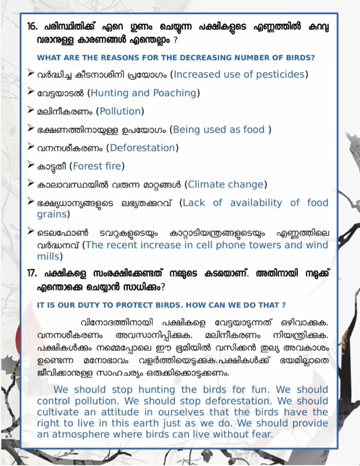 16. പരിസ്ഥിതിക്ക് ഏറെ ഗുണം ചെയ്യുന്ന പക്ഷികളുടെ എണ്ണത്തിൽ കുറവു
വരാനുള്ള കാരണങ്ങൾ എന്തെല്ലാം ?
WHAT ARE THE REASONS FOR THE DECREASING NUMBER OF BIRDS?
➢ വർദ്ധിച്ച കീടനാശിനി പ്രയോഗം (Increased use of pesticides)
➢ വേട്ടയാടൽ (Hunting and Poaching)
➢ മലിനീകരണം (Pollution)
➢ ഭക്ഷണത്തിനായുള്ള ഉപയോഗം (Being used as food )
➢ വനനശീകരണം (Deforestation)
➢ കാട്ടുതീ (Forest fire)
➢ കാലാവസ്ഥയിൽ വരുന്ന മാറ്റങ്ങൾ (Climate change)
➢ ഭക്ഷ്യധാന്യങ്ങളുടെ ലഭ്യതക്കുറവ് (Lack of availability of food
grains)
➢ ടെലഫോൺ ടവറുകളുടെയും കാറ്റാടിയന്ത്രങ്ങളുടെയും എണ്ണത്തിലെ
വർദ്ധനവ് (The recent increase in cell phone towers and wind
mills)
17. പക്ഷികളെ സംരക്ഷിക്കേണ്ടത് നമ്മുടെ കടമയാണ്. അതിനായി നമുക്ക്
എന്തൊക്കെ ചെയ്യാൻ സാധിക്കും?
IT IS OUR DUTY TO PROTECT BIRDS. HOW CAN WE DO THAT ?
വിനോദത്തിനായി പക്ഷികളെ വേട്ടയാടുന്നത് ഒഴിവാക്കുക.
വനനശീകരണം അവസാനിപ്പിക്കുക. മലിനീകരണം നിയന്ത്രിക്കുക.
പക്ഷികൾക്കും നമ്മെപോലെ ഈ ഭൂമിയിൽ വസിക്കൻ തുല്യ അവകാശം
ഉണ്ടെന്ന മനോഭാവം വളർത്തിയെടുക്കുക.പക്ഷികൾക്ക് ഭയമില്ലാതെ
ജീവിക്കാനുള്ള സാഹചര്യം ഒരുക്കിക്കൊടുക്കണം.
We should stop hunting the birds for fun. We should
control pollution. We should stop deforestation. We should
cultivate an attitude in ourselves that the birds have the
right to live in this earth just as we do. We should provide
an atmosphere where birds can live without fear.